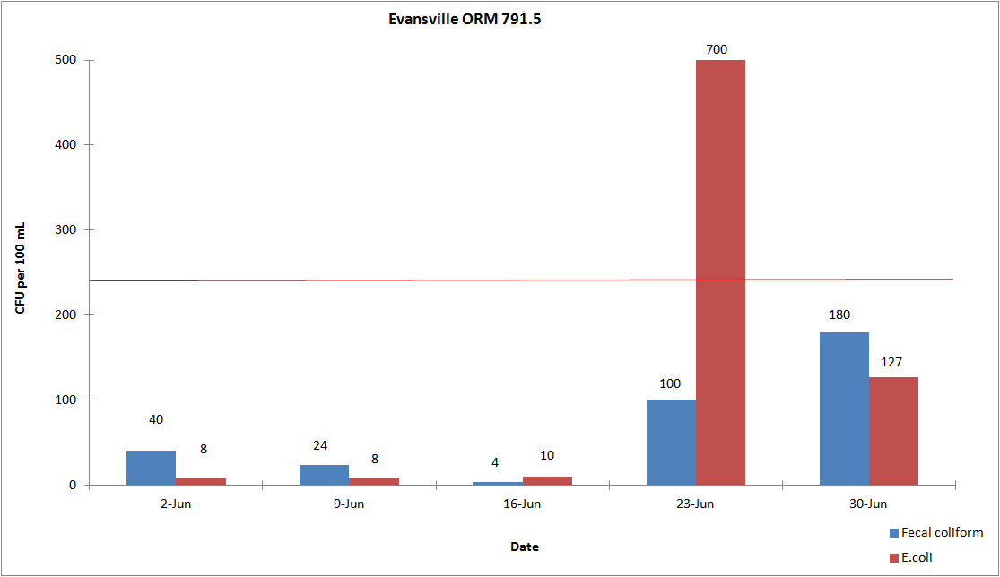 Evansville ORM 791.5
500
400
300
200
100
0
CFU per 100 mL
40
8
24
8
4
10
100
700
180
127
2-Jun
9-Jun
16-Jun
23-Jun
30-Jun
Date
Fecal coliform
E.coli